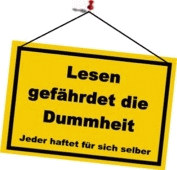 Lesen
gefährdet die
Dummheit
Jeder haftet für sich selber